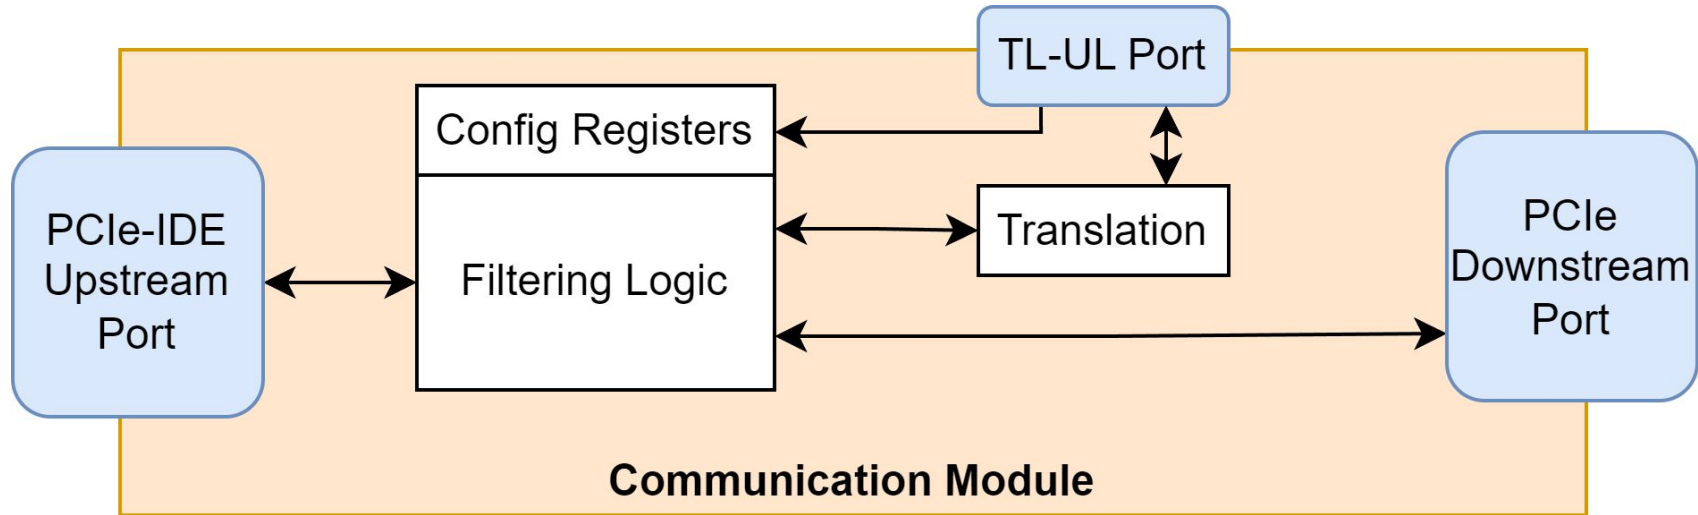 TL-UL Port
Config Registers
PCIe-IDE
Upstream
Port
Filtering Logic
Translation
PCIe
Downstream
Port
Communication Module